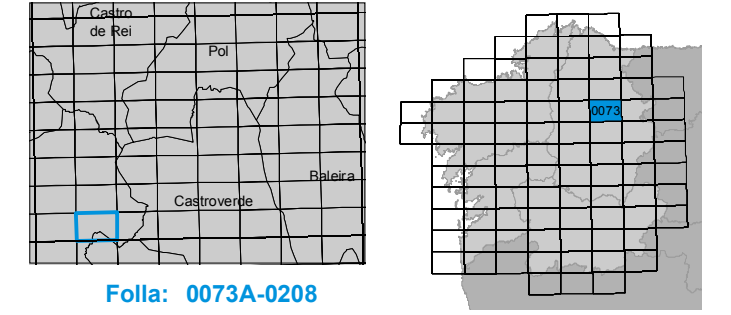 Castro
de Rei
Pol
Baleira
Castroverde
Folla: 0073A-0208
0073